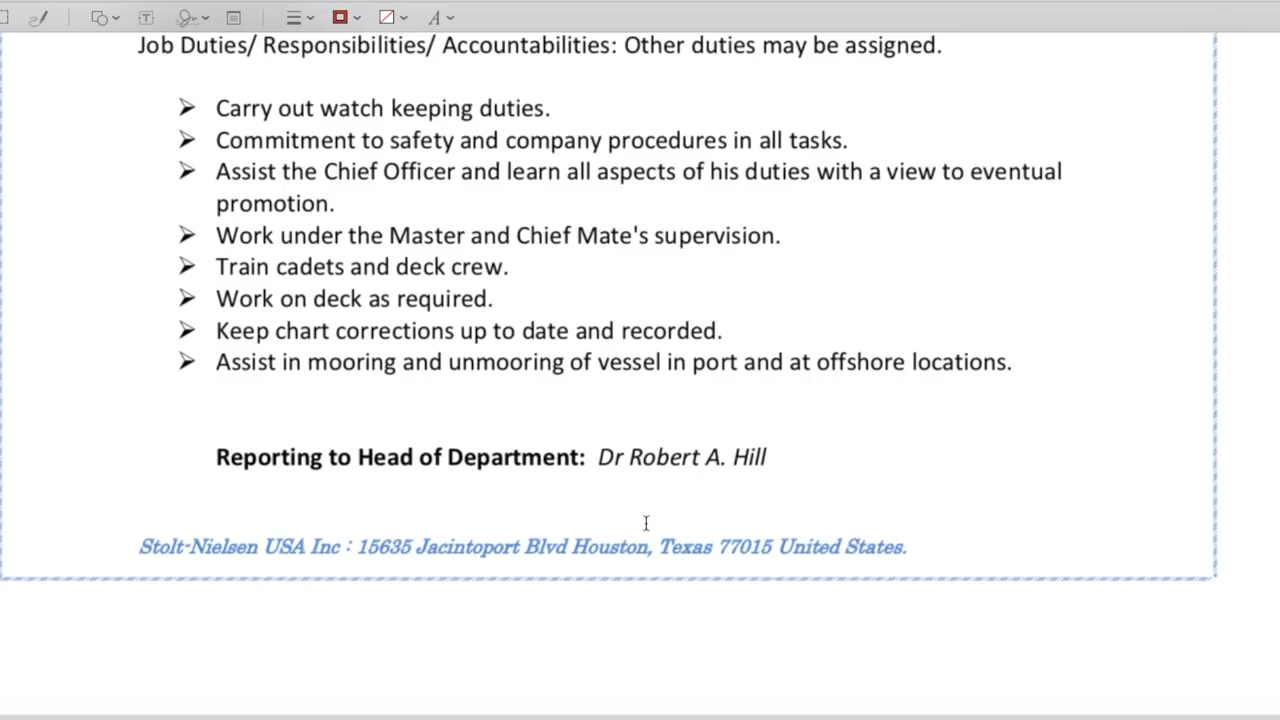 Job Duties/ Responsibilities/ Accountabilities: Other duties may be assigned.
➢ Carry out watch keeping duties.
➢ Commitment to safety and company procedures in all tasks.
➢ Assist the Chief Officer and learn all aspects of his duties with a view to eventual
promotion.
➢ Work under the Master and Chief Mate's supervision.
➢ Train cadets and deck crew.
➢ Work on deck as required.
➢ Keep chart corrections up to date and recorded.
➢ Assist in mooring and unmooring of vessel in port and at offshore locations.
Reporting to Head of Department: Dr Robert A. Hill
Stolt-Nielsen USA Inc : 15635 Jacintoport Blvd Houston, Texas 77015 United States.